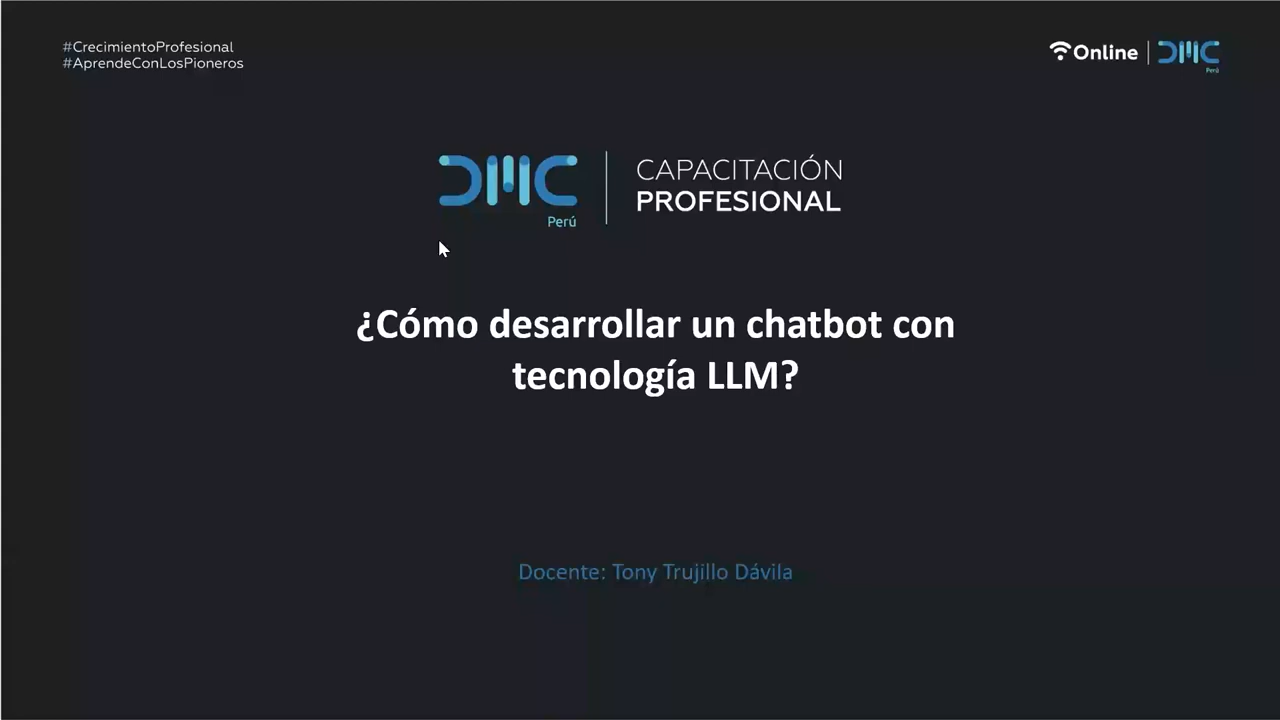 #CrecimientoProfesional
#AprendeConLosPioneros
Online
DMC
Perú
DMC
Perú
CAPACITACIÓN
PROFESIONAL
¿Cómo desarrollar un chatbot con
tecnología LLM?
Docente: Tony Trujillo Dávila